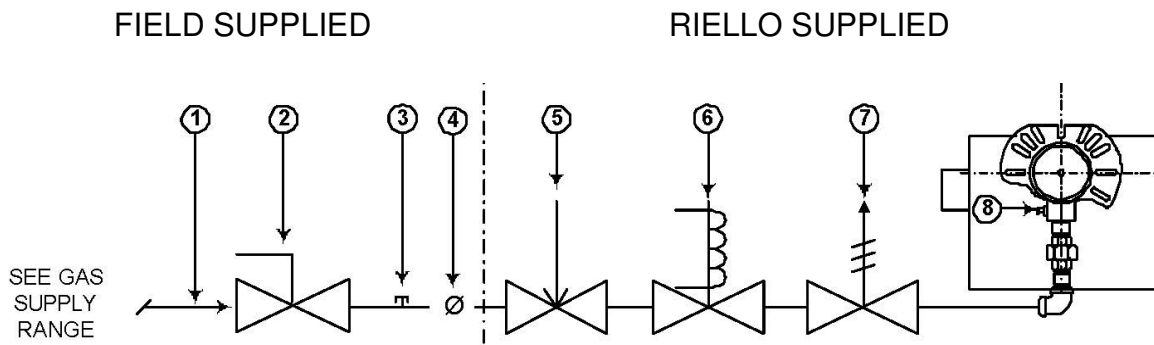 FIELD SUPPLIED
RIELLO SUPPLIED
1
2
3
4
5
6
7
8
SEE GAS
SUPPLY
RANGE